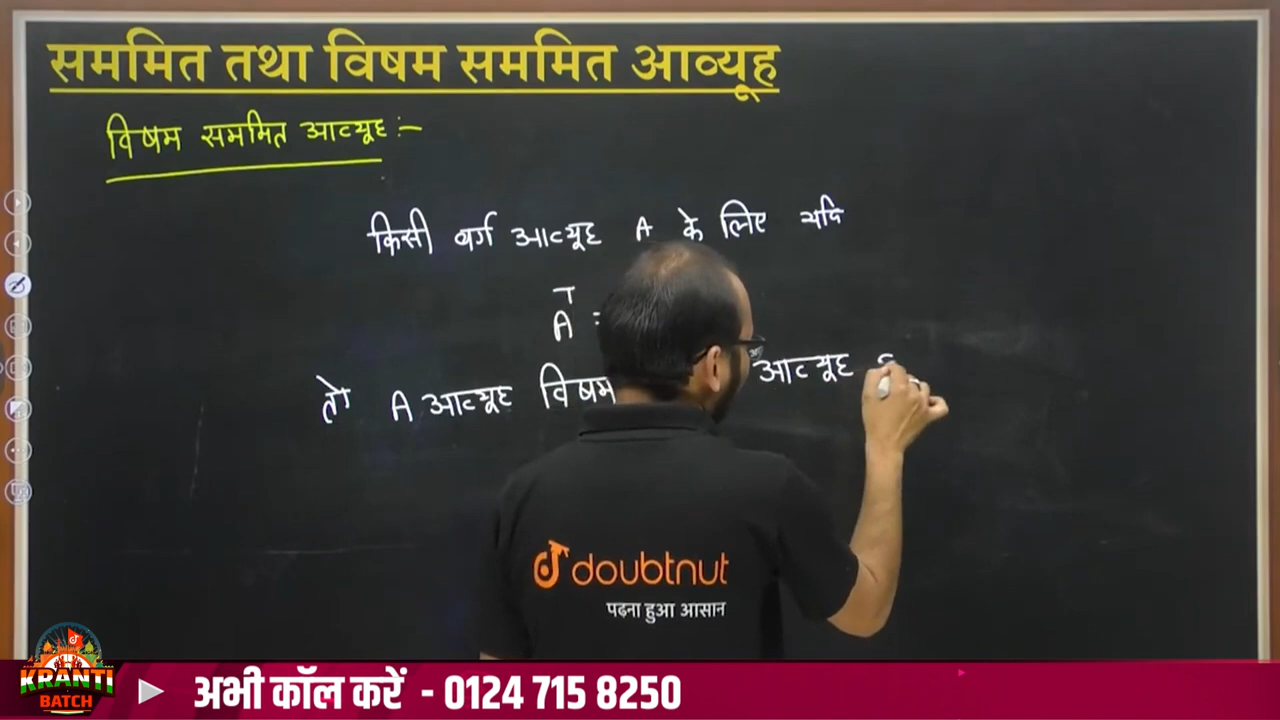 सममित तथा विषम सममित आव्यूह
विषम सममित आव्यूह :-
किसी वर्ग आव्यूह A के लिए यदि
A^T =
तो A आव्यूह विषम आव्यूह
doubtnut
पढ़ना हुआ आसान
KRANTI
BATCH
अभी कॉल करें - 0124 715 8250